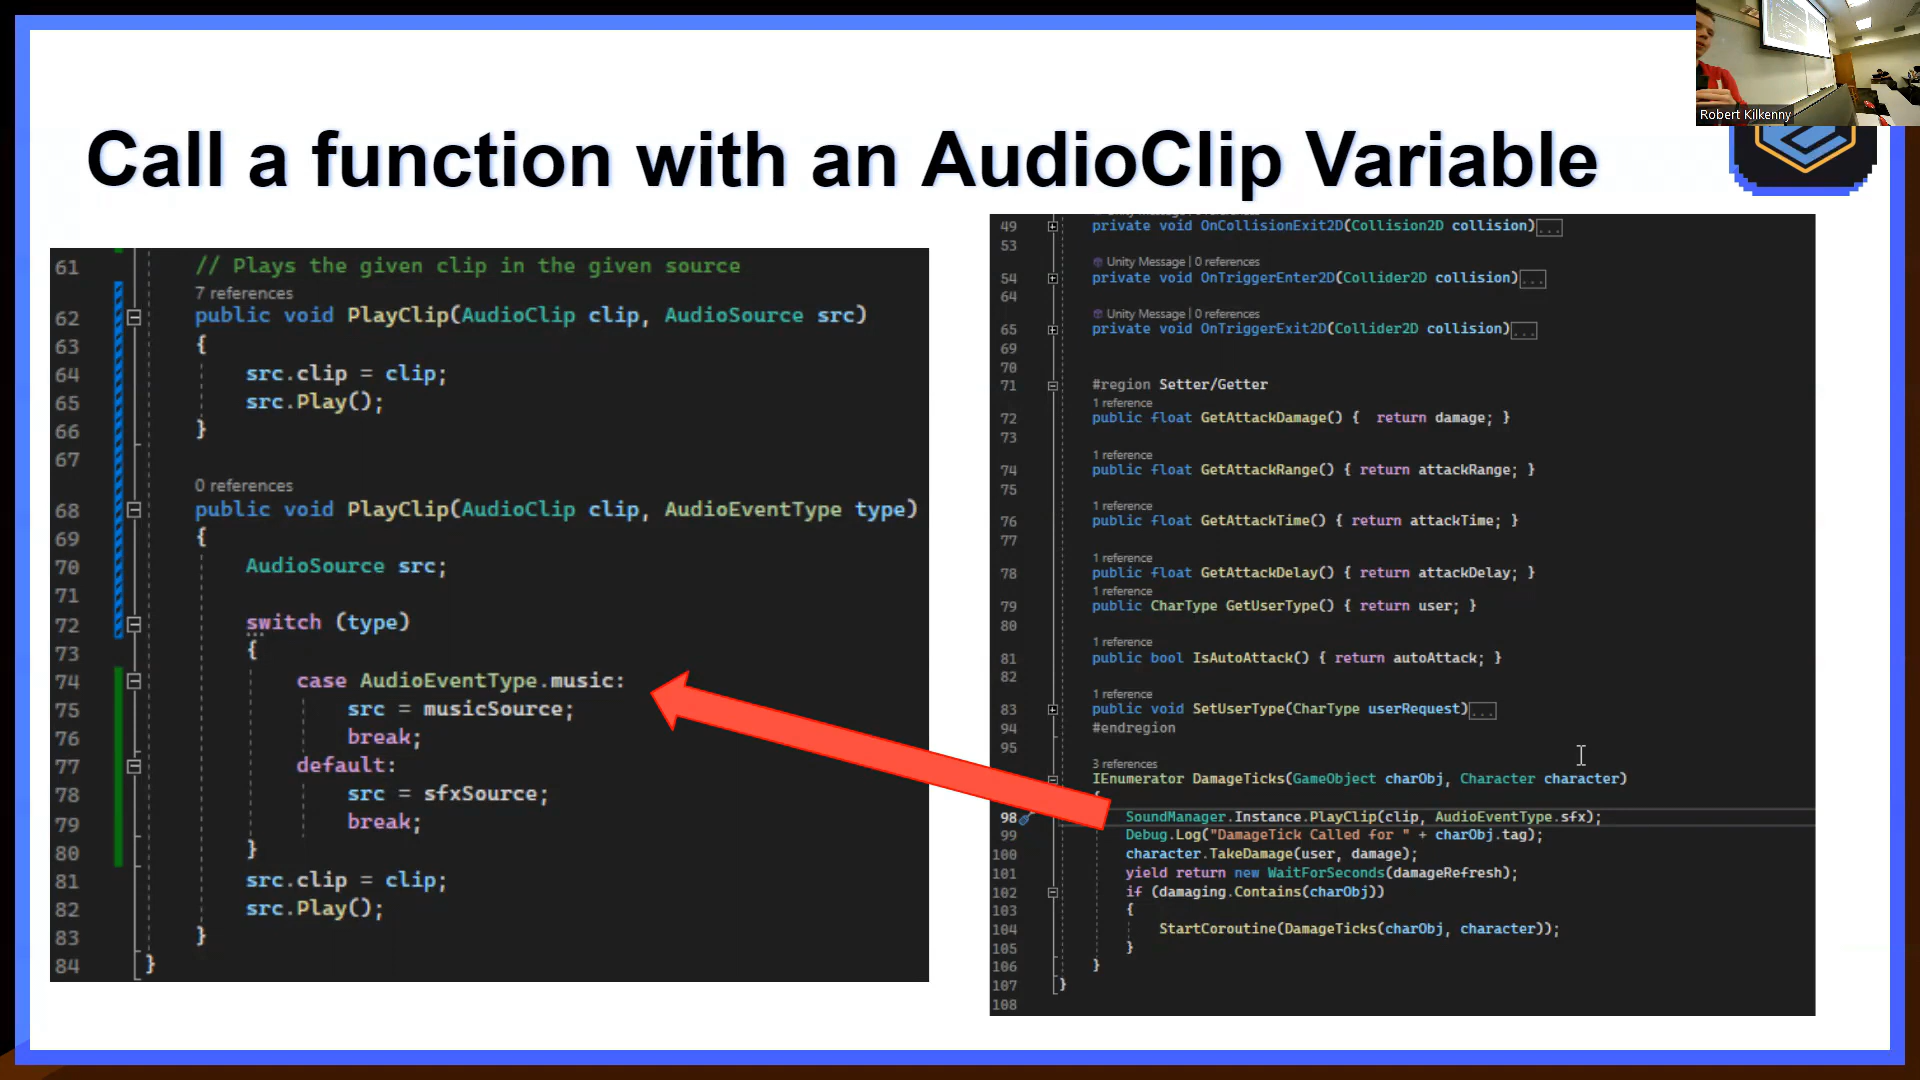 Call a function with an AudioClip Variable
Robert Kilkenny
61 // Plays the given clip in the given source
7 references
62 public void PlayClip(AudioClip clip, AudioSource src)
63 {
64 src.clip = clip;
65 src.Play();
66 }
67
0 references
68 public void PlayClip(AudioClip clip, AudioEventType type)
69 {
70 AudioSource src;
71
72 switch (type)
73 {
74 case AudioEventType.music:
75 src = musicSource;
76 break;
77 default:
78 src = sfxSource;
79 break;
80 }
81 src.clip = clip;
82 src.Play();
83 }
84 }
49 private void OnCollisionExit2D(Collision2D collision)...
53
Unity Message | 0 references
54 private void OnTriggerEnter2D(Collider2D collision)...
64
Unity Message | 0 references
65 private void OnTriggerExit2D(Collider2D collision)...
69
70
71 #region Setter/Getter
1 reference
72 public float GetAttackDamage() { return damage; }
73
1 reference
74 public float GetAttackRange() { return attackRange; }
75
1 reference
76 public float GetAttackTime() { return attackTime; }
77
1 reference
78 public float GetAttackDelay() { return attackDelay; }
1 reference
79 public CharType GetUserType() { return user; }
80
1 reference
81 public bool IsAutoAttack() { return autoAttack; }
82
1 reference
83 public void SetUserType(CharType userRequest)...
94 #endregion
95
3 references
IEnumerator DamageTicks(GameObject charObj, Character character)
{
98 SoundManager.Instance.PlayClip(clip, AudioEventType.sfx);
99 Debug.Log("DamageTick Called for " + charObj.tag);
100 character.TakeDamage(user, damage);
101 yield return new WaitForSeconds(damageRefresh);
102 if (damaging.Contains(charObj))
103 {
104 StartCoroutine(DamageTicks(charObj, character));
105 }
106 }
107 }
108